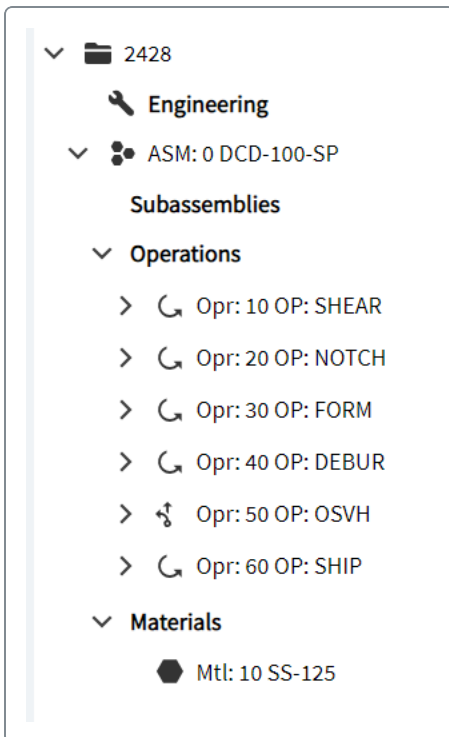 2428
Engineering
ASM: 0 DCD-100-SP
Subassemblies
Operations
Opr: 10 OP: SHEAR
Opr: 20 OP: NOTCH
Opr: 30 OP: FORM
Opr: 40 OP: DEBUR
Opr: 50 OP: OSVH
Opr: 60 OP: SHIP
Materials
Mtl: 10 SS-125